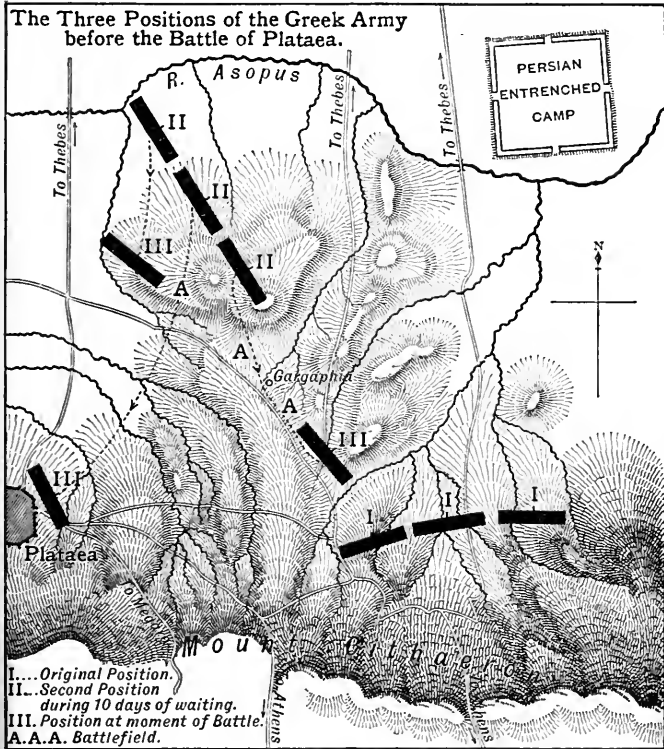 The Three Positions of the Greek Army
before the Battle of Plataea.
R. Asopus
PERSIAN
ENTRENCHED
CAMP
To Thebes
To Thebes
To Thebes
II
II
II
III
A
N
A
Gargaphia
A
III
III
I
I
I
Plataea
To Megara
Mount Cithaeron
Athens
I....Original Position.
II...Second Position
during 10 days of waiting.
III. Position at moment of Battle.
A.A.A. Battlefield.